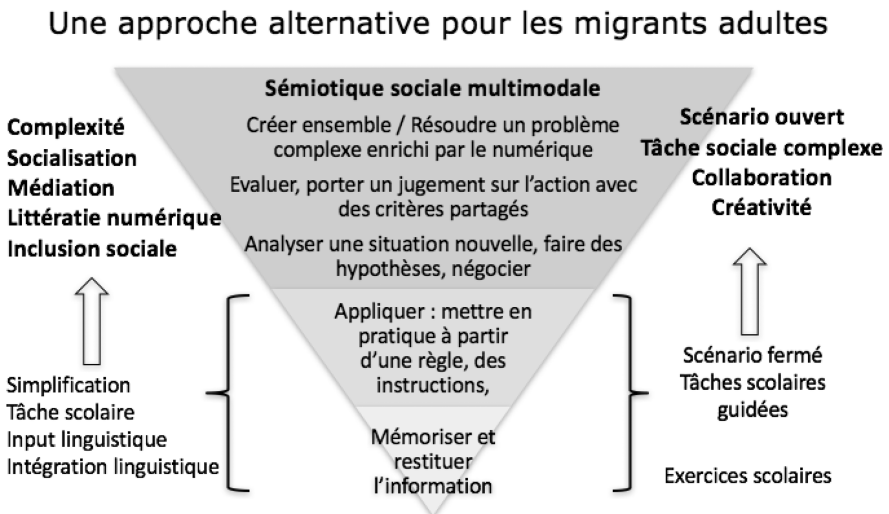 Une approche alternative pour les migrants adultes
Sémiotique sociale multimodale
Créer ensemble / Résoudre un problème
complexe enrichi par le numérique
Evaluer, porter un jugement sur l'action avec
des critères partagés
Analyser une situation nouvelle, faire des
hypothèses, négocier
Appliquer : mettre en
pratique à partir
d'une règle, des
instructions,
Mémoriser et
restituer
l'information
Complexité
Socialisation
Médiation
Littératie numérique
Inclusion sociale
Simplification
Tâche scolaire
Input linguistique
Intégration linguistique
Scénario ouvert
Tâche sociale complexe
Collaboration
Créativité
Scénario fermé
Tâches scolaires
guidées
Exercices scolaires